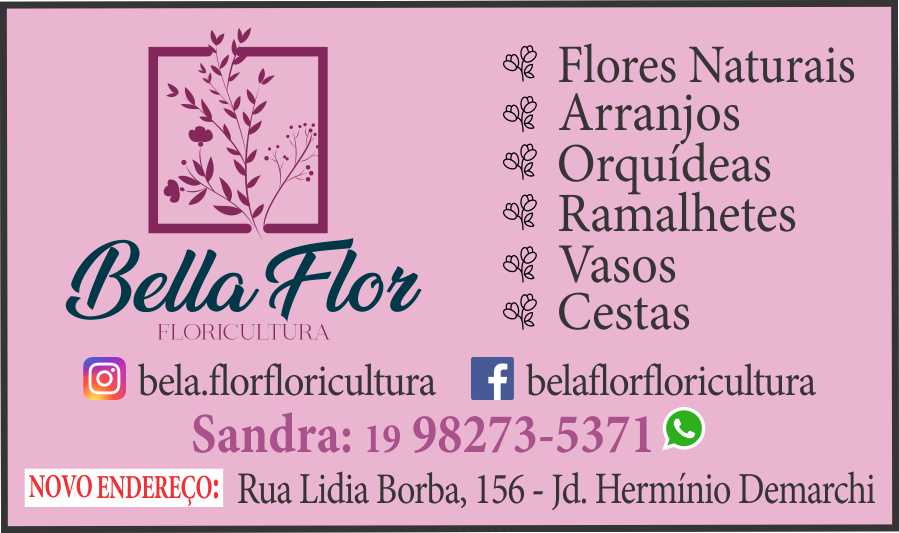 Bella Flor
FLORICULTURA
Flores Naturais
Arranjos
Orquídeas
Ramalhetes
Vasos
Cestas
bela.florfloricultura
belaflorfloricultura
Sandra: 19 98273-5371
NOVO ENDEREÇO: Rua Lidia Borba, 156 - Jd. Hermínio Demarchi